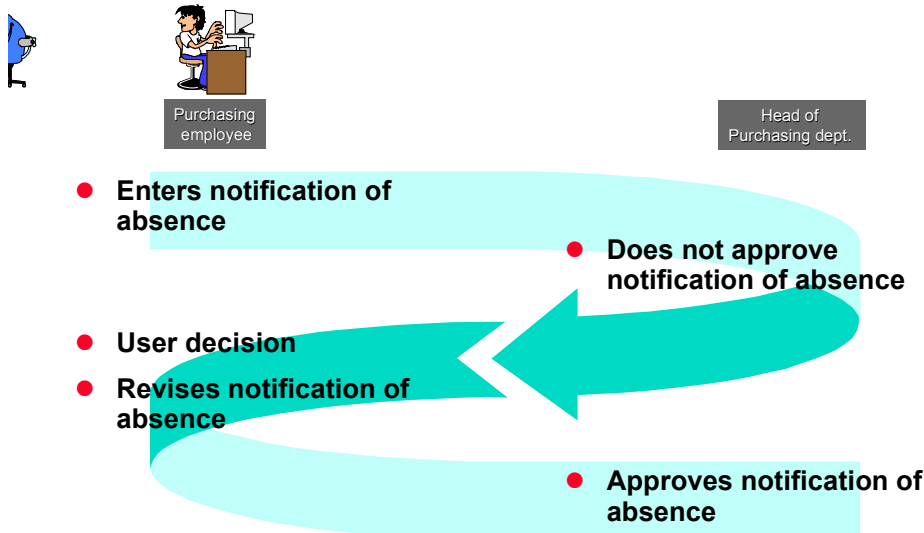 Purchasing
employee
Head of
Purchasing dept.
Enters notification of
absence
Does not approve
notification of absence
User decision
Revises notification of
absence
Approves notification of
absence